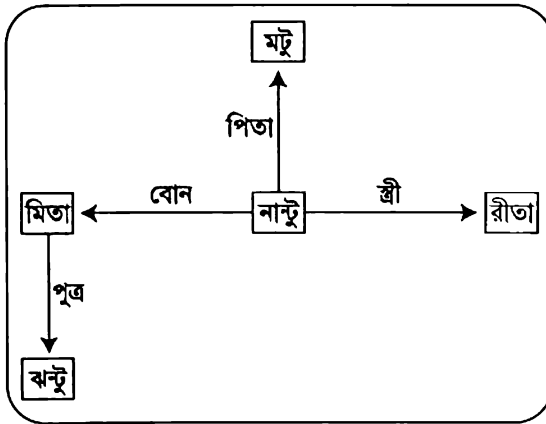 মটু
পিতা
মিতা বোন নান্টু স্ত্রী রীতা
পুত্র
ঝন্টু